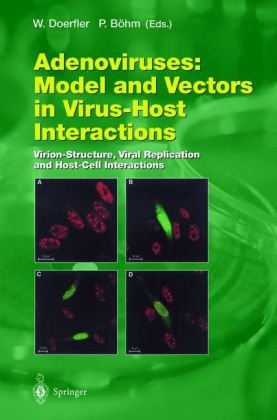 W. Doerfler P. Böhm (Eds.)
Adenoviruses:
Model and Vectors
in Virus-Host
Interactions
Virion-Structure, Viral Replication
and Host-Cell Interactions
A
B
C
D
Springer